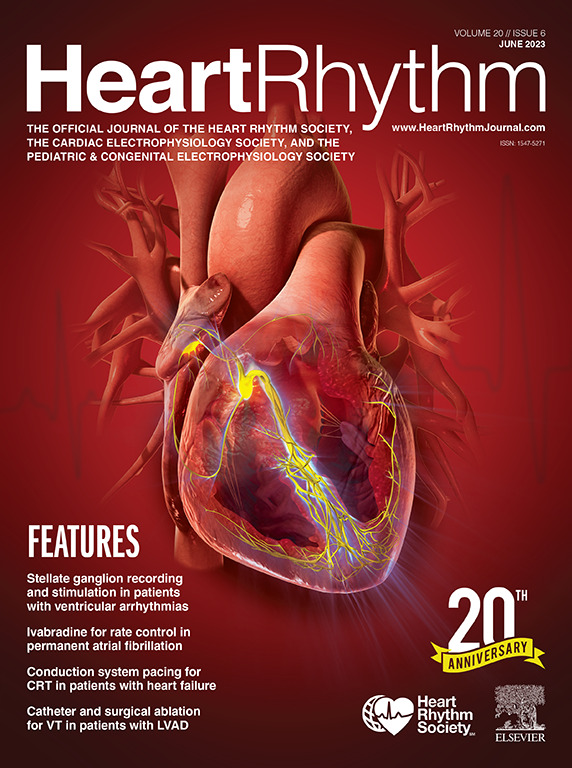 VOLUME 20 // ISSUE 6
JUNE 2023
HeartRhythm
THE OFFICIAL JOURNAL OF THE HEART RHYTHM SOCIETY,
THE CARDIAC ELECTROPHYSIOLOGY SOCIETY, AND THE
PEDIATRIC & CONGENITAL ELECTROPHYSIOLOGY SOCIETY
www.HeartRhythmJournal.com
ISSN: 1547-5271
FEATURES
Stellate ganglion recording
and stimulation in patients
with ventricular arrhythmias
Ivabradine for rate control in
permanent atrial fibrillation
Conduction system pacing for
CRT in patients with heart failure
Catheter and surgical ablation
for VT in patients with LVAD
20TH
ANNIVERSARY
Heart
Rhythm
Society
ELSEVIER